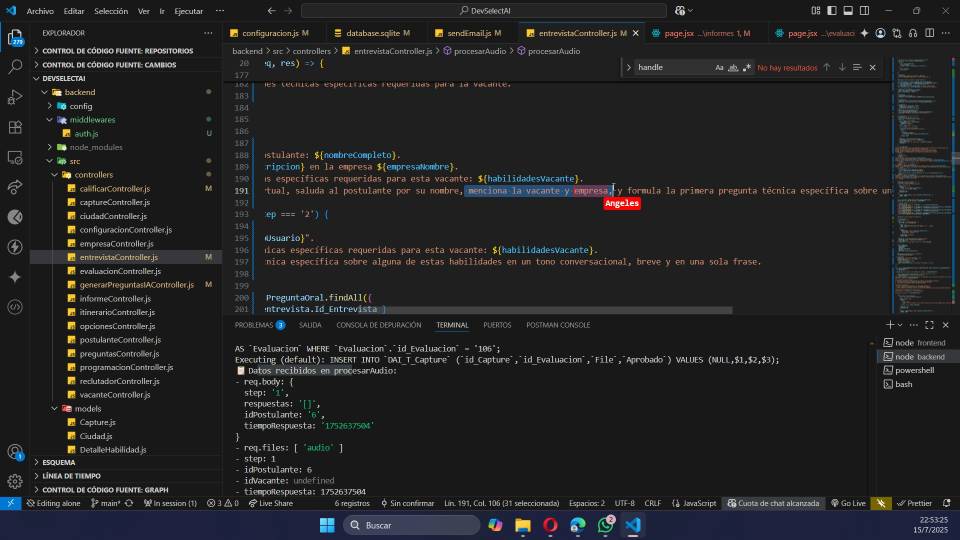 Archivo Editar Selección Ver Ir Ejecutar ··· DevSelectAI
279
EXPLORADOR ···
CONTROL DE CÓDIGO FUENTE: REPOSITORIOS
CONTROL DE CÓDIGO FUENTE: CAMBIOS
DEVSELECTAI
backend
config
middlewares
auth.js U
node_modules
src
controllers
calificarController.js M
captureController.js
ciudadController.js
configuracionController.js
empresaController.js
entrevistaController.js M
evaluacionController.js
generarPreguntasIAController.js M
informeController.js
itinerarioController.js
opcionesController.js
postulanteController.js
preguntasController.js
programacionController.js
reclutadorController.js
vacanteController.js
models
Capture.js
Ciudad.js
DetalleHabilidad.js
ESQUEMA
LÍNEA DE TIEMPO
CONTROL DE CÓDIGO FUENTE: GRAPH
configuracion.js M database.sqlite M sendEmail.js M entrevistaController.js M page.jsx ...\informes 1, M page.jsx ...\evaluaci
backend > src > controllers > entrevistaController.js > procesarAudio > procesarAudio
20 eq, res) => {
177
handle Aa ab No hay resultados
182 nes técnicas específicas requeridas para la vacante.
183
184
185
186
187
188 ostulante: ${nombreCompleto}.
189 cripcion} en la empresa ${empresaNombre}.
190 as específicas requeridas para esta vacante: ${habilidadesVacante}.
191 rtual, saluda al postulante por su nombre, menciona la vacante y empresa, y formula la primera pregunta técnica específica sobre un
Angeles
192
193 tep === '2') {
194
195 oUsuario}".
196 nicas específicas requeridas para esta vacante: ${habilidadesVacante}.
197 cnica específica sobre alguna de estas habilidades en un tono conversacional, breve y en una sola frase.
198
199
200 PreguntaOral.findAll({
201 entrevista.Id_Entrevista ]
PROBLEMAS 3 SALIDA CONSOLA DE DEPURACIÓN TERMINAL PUERTOS POSTMAN CONSOLE
AS `Evaluacion` WHERE `Evaluacion`.`id_Evaluacion` = '106';
Executing (default): INSERT INTO `DAI_T_Capture` (`id_Capture`,`id_Evaluacion`,`File`,`Aprobado`) VALUES (NULL,$1,$2,$3);
Datos recibidos en procesarAudio:
- req.body: {
step: '1',
respuestas: '[]',
idPostulante: '6',
tiempoRespuesta: '1752637504'
}
- req.files: [ 'audio' ]
- step: 1
- idPostulante: 6
- idVacante: undefined
- tiempoRespuesta: 1752637504
node frontend
node backend
powershell
bash
1
Editing alone main* In session (1) 3 0 Live Share 6 registros Sin confirmar Lín. 191, Col. 106 (31 seleccionada) Espacios: 2 UTF-8 CRLF {} JavaScript Cuota de chat alcanzada Go Live Prettier
Buscar
2
22:53:25
15/7/2025